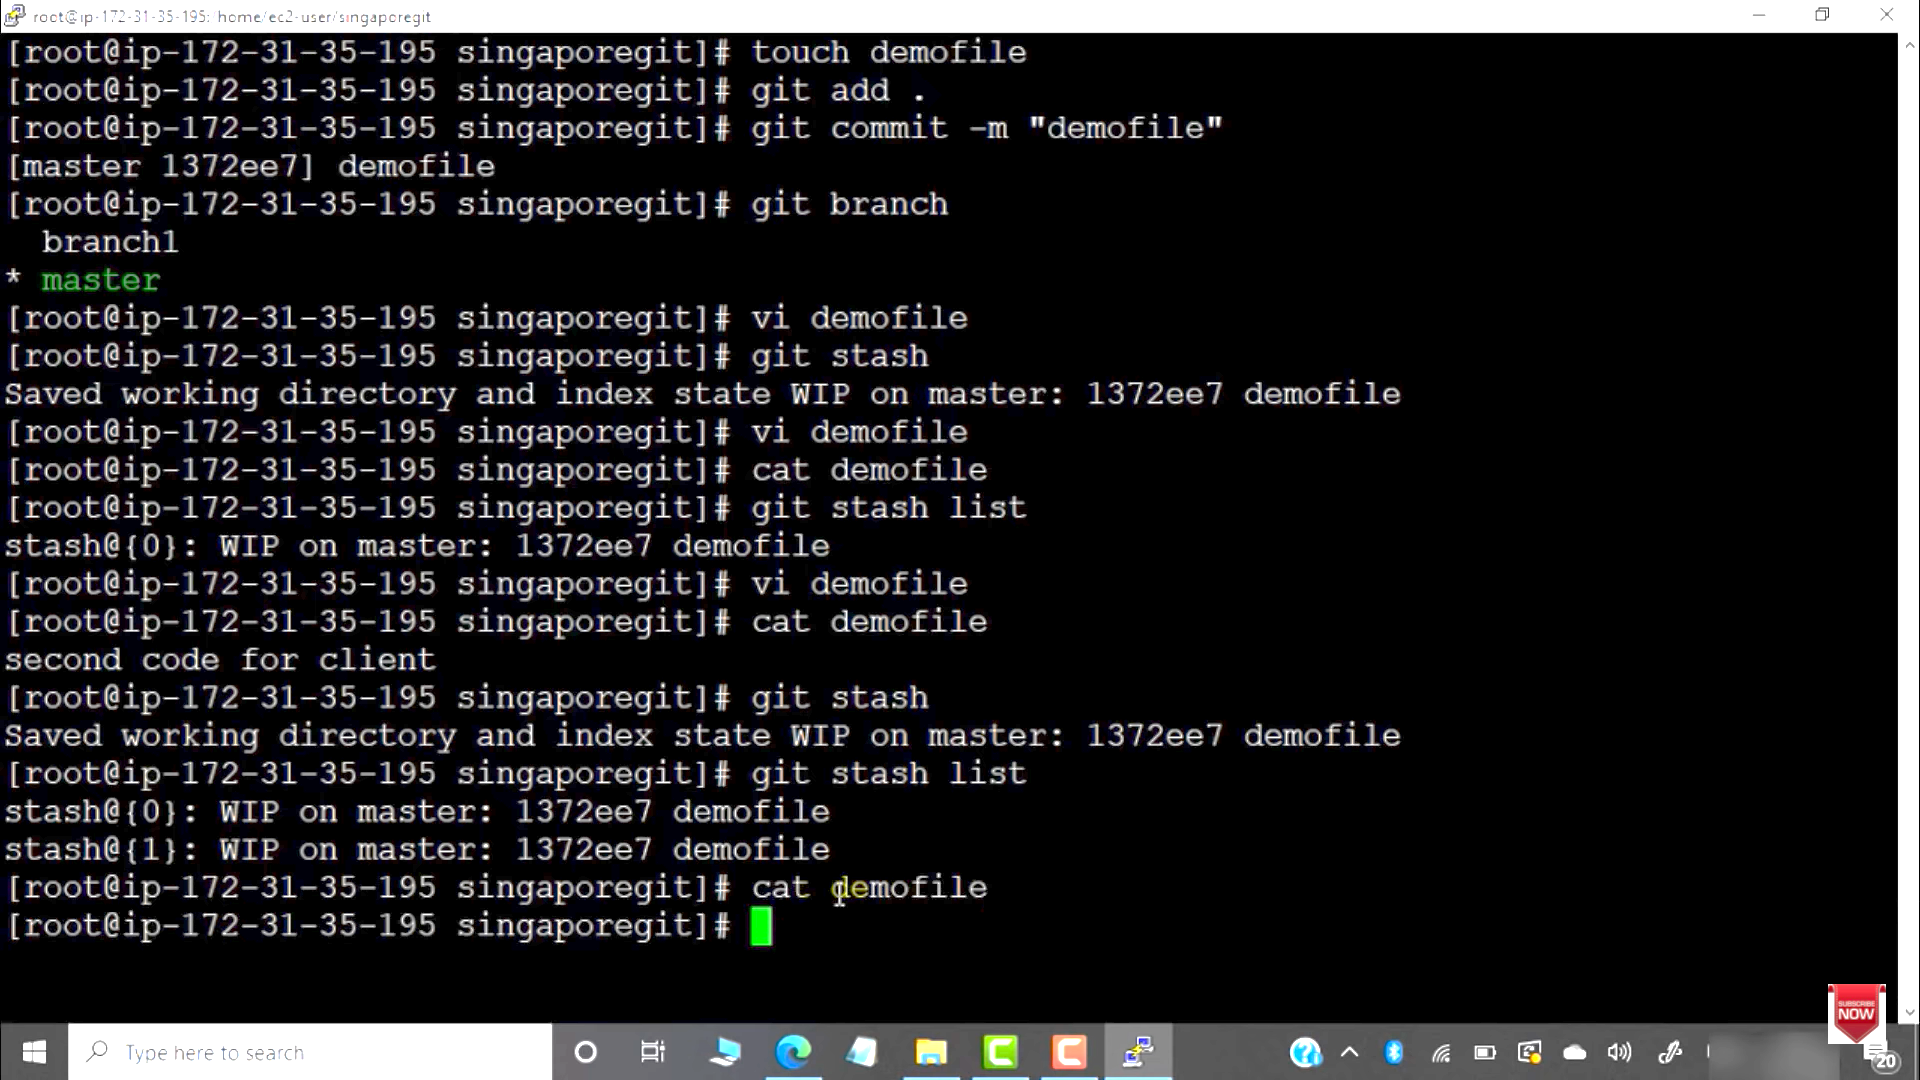 root@ip-172-31-35-195:/home/ec2-user/singaporegit
[root@ip-172-31-35-195 singaporegit]# touch demofile
[root@ip-172-31-35-195 singaporegit]# git add .
[root@ip-172-31-35-195 singaporegit]# git commit -m "demofile"
[master 1372ee7] demofile
[root@ip-172-31-35-195 singaporegit]# git branch
branch1
* master
[root@ip-172-31-35-195 singaporegit]# vi demofile
[root@ip-172-31-35-195 singaporegit]# git stash
Saved working directory and index state WIP on master: 1372ee7 demofile
[root@ip-172-31-35-195 singaporegit]# vi demofile
[root@ip-172-31-35-195 singaporegit]# cat demofile
[root@ip-172-31-35-195 singaporegit]# git stash list
stash@{0}: WIP on master: 1372ee7 demofile
[root@ip-172-31-35-195 singaporegit]# vi demofile
[root@ip-172-31-35-195 singaporegit]# cat demofile
second code for client
[root@ip-172-31-35-195 singaporegit]# git stash
Saved working directory and index state WIP on master: 1372ee7 demofile
[root@ip-172-31-35-195 singaporegit]# git stash list
stash@{0}: WIP on master: 1372ee7 demofile
stash@{1}: WIP on master: 1372ee7 demofile
[root@ip-172-31-35-195 singaporegit]# cat demofile
[root@ip-172-31-35-195 singaporegit]#
SUBSCRIBE
NOW
Type here to search
20